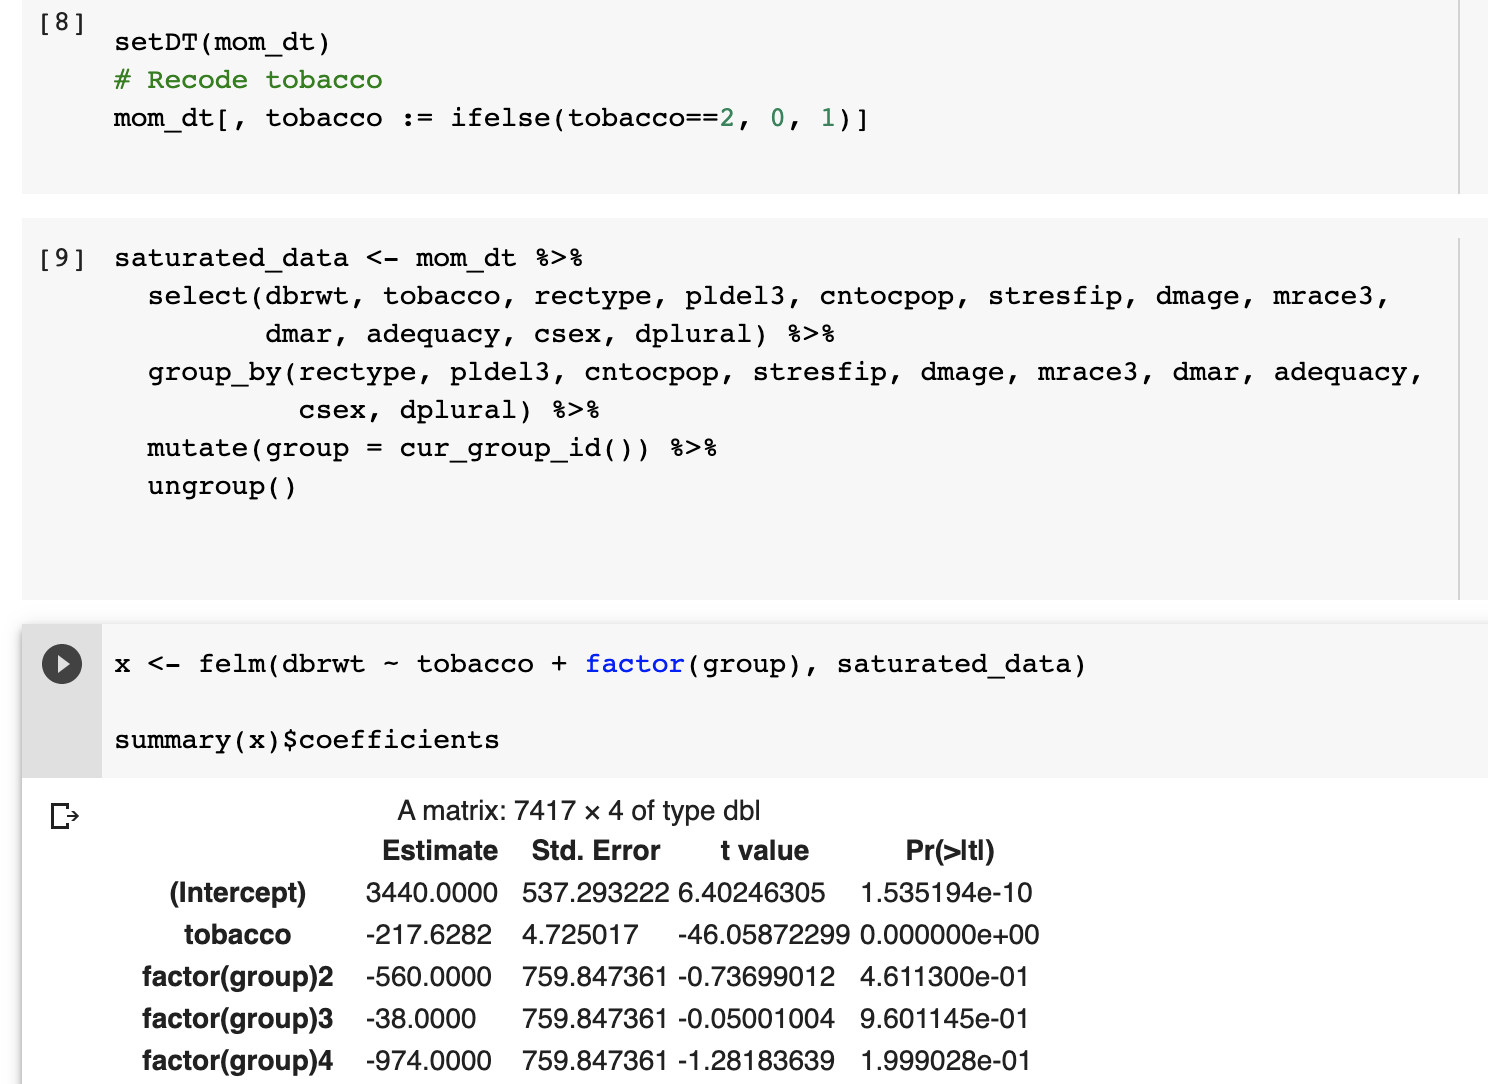 [8]
setDT(mom_dt)
# Recode tobacco
mom_dt[, tobacco := ifelse(tobacco==2, 0, 1)]
[9] saturated_data <- mom_dt %>%
select(dbrwt, tobacco, rectype, pldel3, cntocpop, stresfip, dmage, mrace3,
dmar, adequacy, csex, dplural) %>%
group_by(rectype, pldel3, cntocpop, stresfip, dmage, mrace3, dmar, adequacy,
csex, dplural) %>%
mutate(group = cur_group_id()) %>%
ungroup()
x <- felm(dbrwt ~ tobacco + factor(group), saturated_data)
summary(x)$coefficients
A matrix: 7417 × 4 of type dbl
Estimate Std. Error t value Pr(>|t|)
(Intercept) 3440.0000 537.293222 6.40246305 1.535194e-10
tobacco -217.6282 4.725017 -46.05872299 0.000000e+00
factor(group)2 -560.0000 759.847361 -0.73699012 4.611300e-01
factor(group)3 -38.0000 759.847361 -0.05001004 9.601145e-01
factor(group)4 -974.0000 759.847361 -1.28183639 1.999028e-01